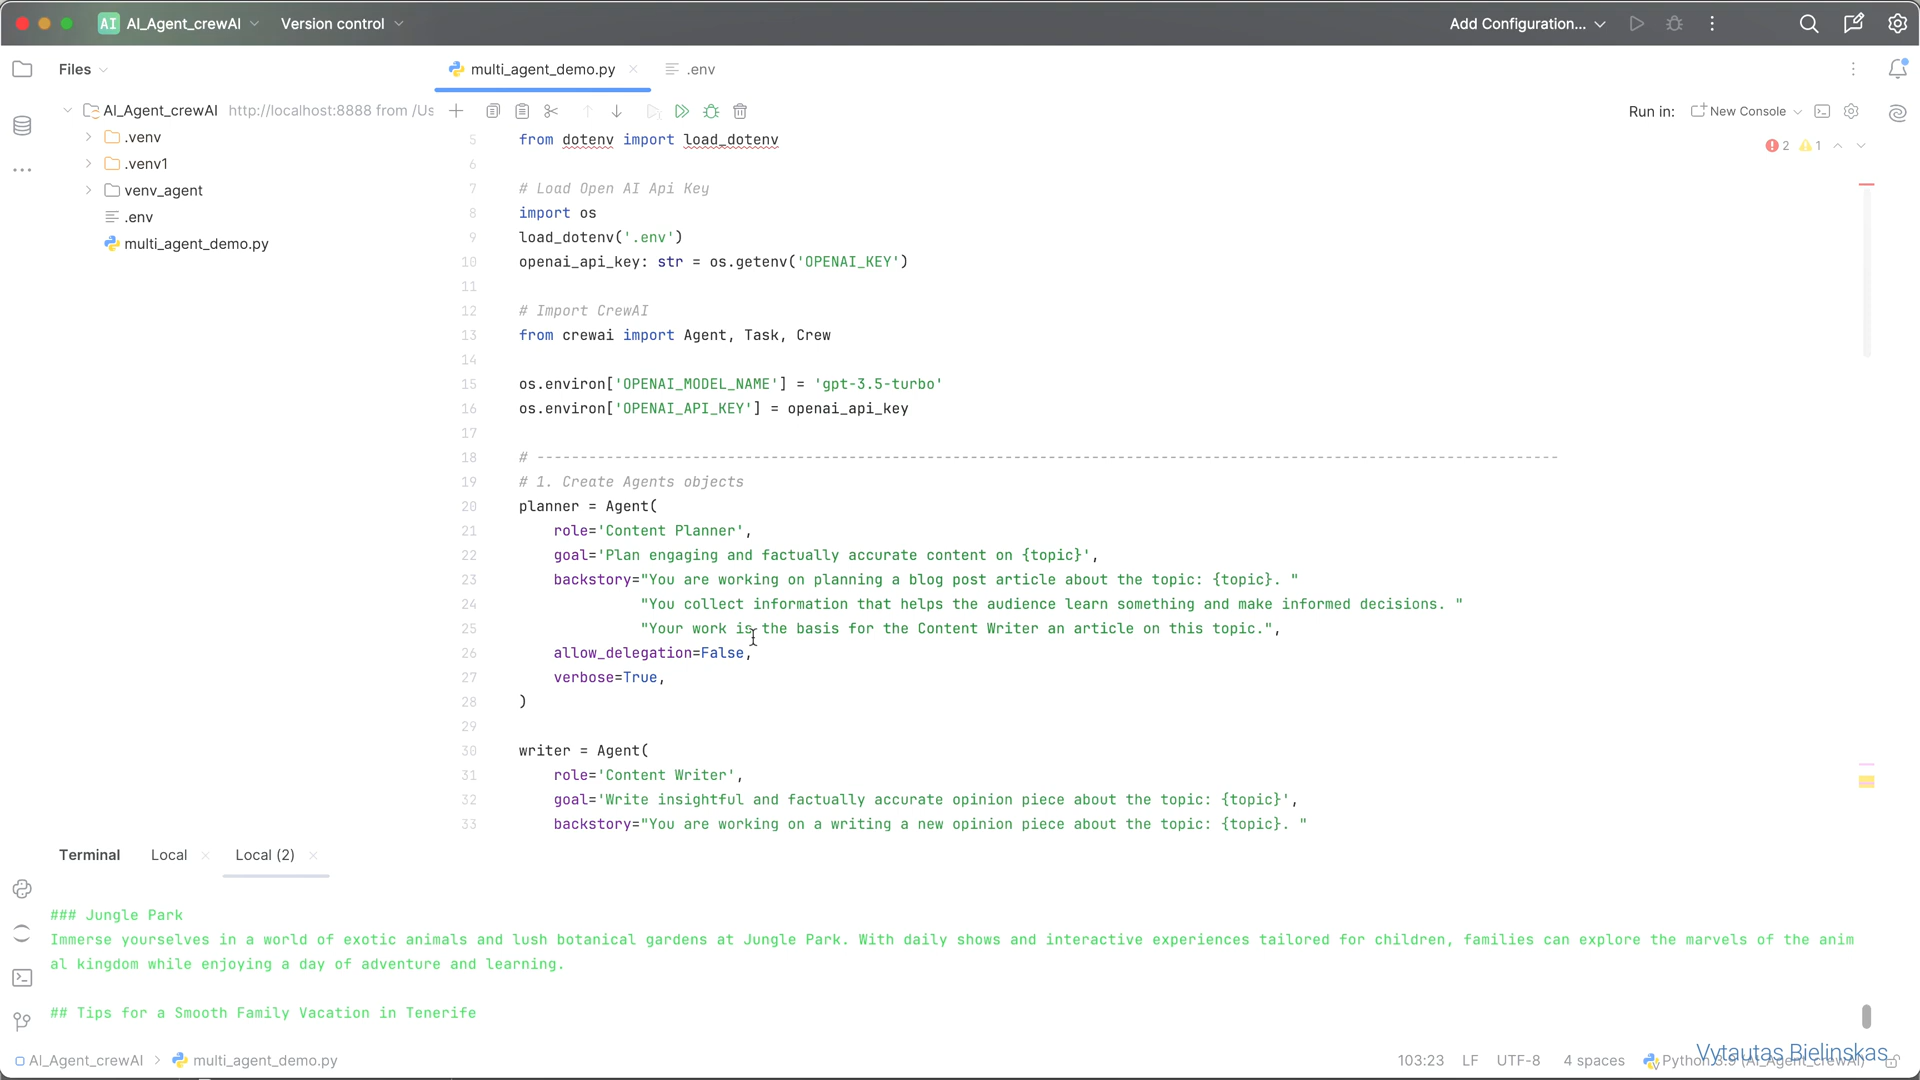 AI AI_Agent_crewAI Version control Add Configuration...
Files multi_agent_demo.py .env
AI_Agent_crewAI http://localhost:8888 from /Us Run in: New Console
.venv
.venv1
venv_agent
.env
multi_agent_demo.py
2 1
5 from dotenv import load_dotenv
6
7 # Load Open AI Api Key
8 import os
9 load_dotenv('.env')
10 openai_api_key: str = os.getenv('OPENAI_KEY')
11
12 # Import CrewAI
13 from crewai import Agent, Task, Crew
14
15 os.environ['OPENAI_MODEL_NAME'] = 'gpt-3.5-turbo'
16 os.environ['OPENAI_API_KEY'] = openai_api_key
17
18 # ----------------------------------------------------------------------------------------------------------------------
19 # 1. Create Agents objects
20 planner = Agent(
21 role='Content Planner',
22 goal='Plan engaging and factually accurate content on {topic}',
23 backstory="You are working on planning a blog post article about the topic: {topic}. "
24 "You collect information that helps the audience learn something and make informed decisions. "
25 "Your work is the basis for the Content Writer an article on this topic.",
26 allow_delegation=False,
27 verbose=True,
28 )
29
30 writer = Agent(
31 role='Content Writer',
32 goal='Write insightful and factually accurate opinion piece about the topic: {topic}',
33 backstory="You are working on a writing a new opinion piece about the topic: {topic}. "
Terminal Local Local (2)
### Jungle Park
Immerse yourselves in a world of exotic animals and lush botanical gardens at Jungle Park. With daily shows and interactive experiences tailored for children, families can explore the marvels of the anim
al kingdom while enjoying a day of adventure and learning.
## Tips for a Smooth Family Vacation in Tenerife
AI_Agent_crewAI multi_agent_demo.py 103:23 LF UTF-8 4 spaces Python 3.9 (AI_Agent_crewAI)
Vytautas Bielinskas